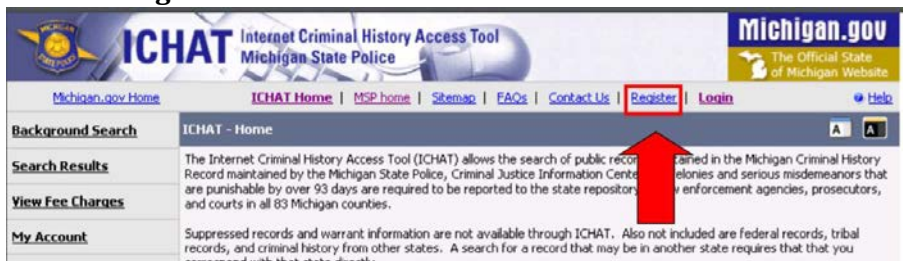 ICHAT Internet Criminal History Access Tool
Michigan State Police
Michigan.gov
The Official State
of Michigan Website
Michigan.gov Home
ICHAT Home | MSP home | Sitemap | FAQs | Contact Us | Register | Login
Help
Background Search
Search Results
View Fee Charges
My Account
ICHAT - Home
A A
The Internet Criminal History Access Tool (ICHAT) allows the search of public in the Michigan Criminal History
Record maintained by the Michigan State Police, Criminal Justice Information and serious misdemeanors that
are punishable by over 93 days are required to be reported to the state enforcement agencies, prosecutors,
and courts in all 83 Michigan counties.
Suppressed records and warrant information are not available through ICHAT. Also not included are federal records, tribal
records, and criminal history from other states. A search for a record that may be in another state requires that that you